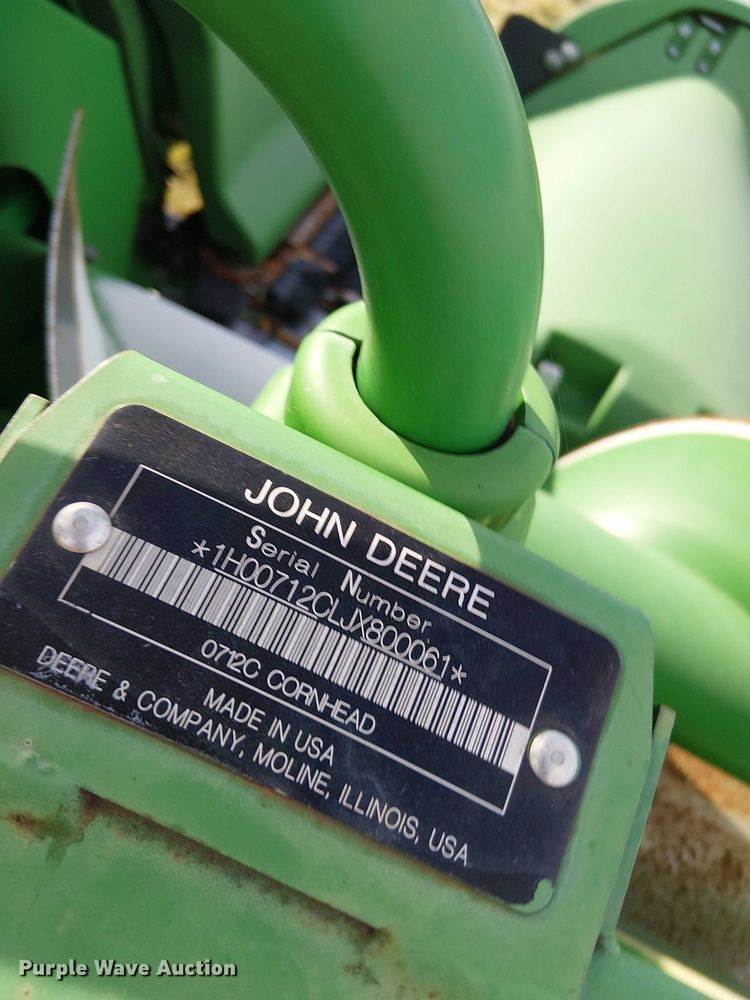 JOHN DEERE
Serial Number
*1H00712CLJX800061*
0712C CORNHEAD
MADE IN USA
DEERE & COMPANY, MOLINE, ILLINOIS, USA
Purple Wave Auction